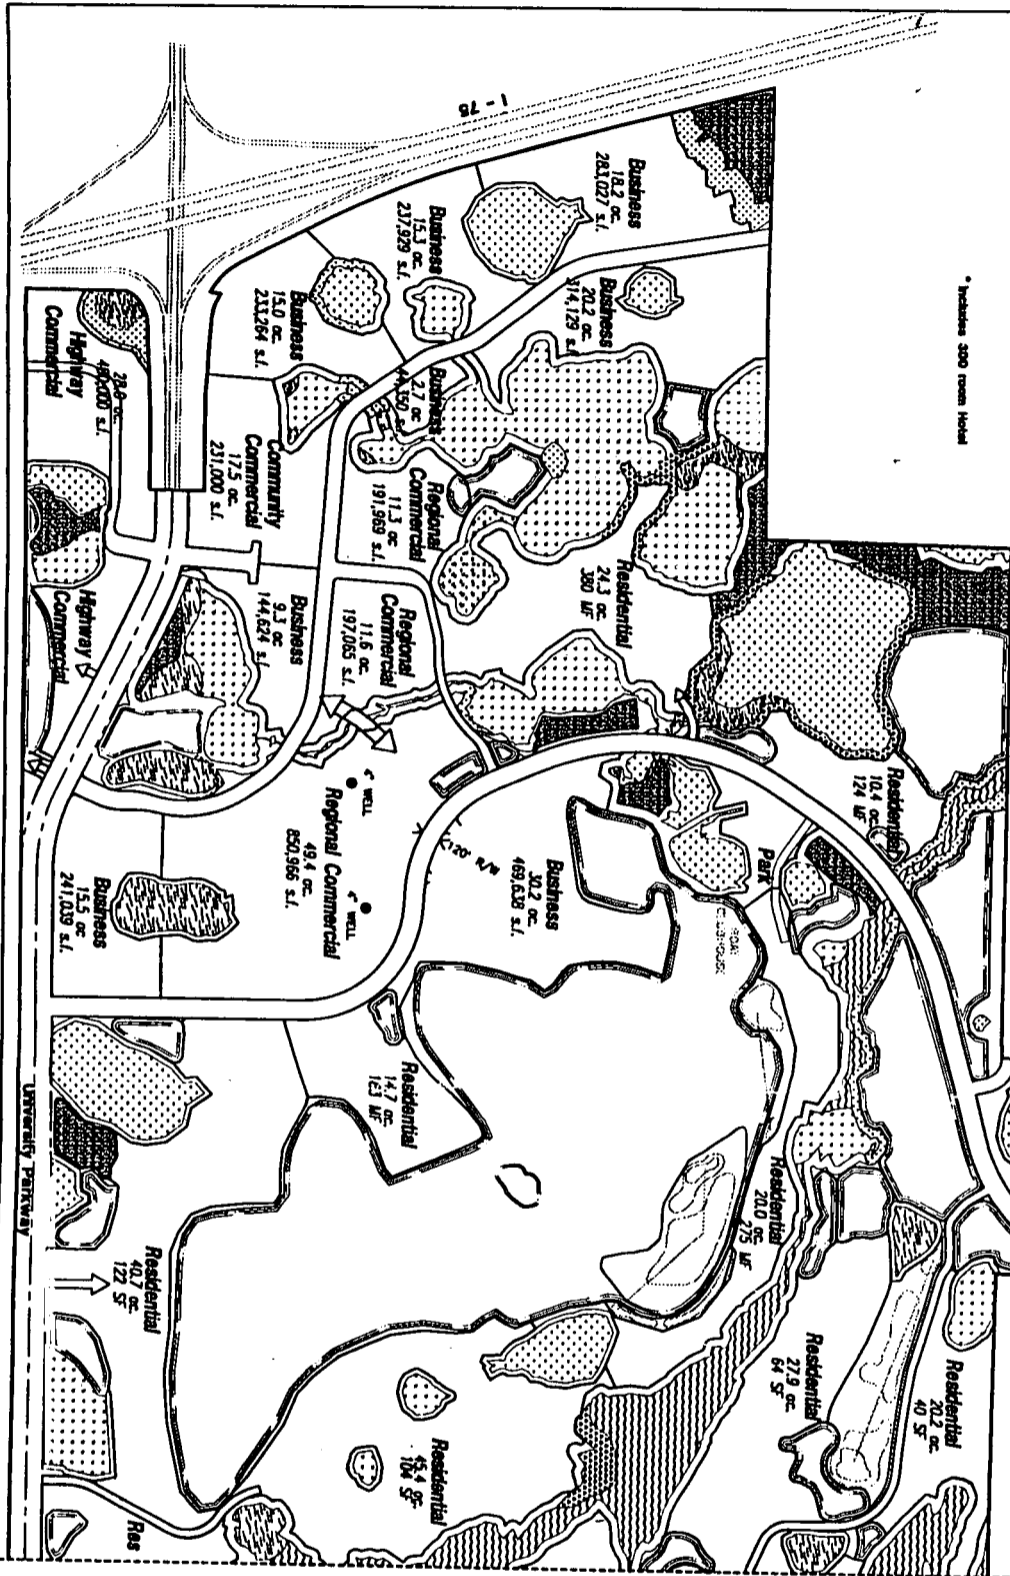 I - 75
* Includes 300 room Hotel
Business
18.2 ac.
283,027 s.f.
Business
15.3 ac.
237,929 s.f.
Business
20.2 ac.
314,129 s.f.
Business
15.0 ac.
233,264 s.f.
Business
2.7 ac.
Highway
Commercial
28.0 ac.
480,000 s.f.
Community
Commercial
17.5 ac.
231,000 s.f.
Regional
Commercial
11.3 ac.
191,969 s.f.
Residential
24.3 ac.
380 MF
Highway
Commercial
Business
9.3 ac.
144,624 s.f.
Regional
Commercial
11.6 ac.
197,065 s.f.
Residential
10.4 ac.
124 MF
4" WELL
4" WELL
Regional Commercial
49.4 ac.
850,966 s.f.
120' R/W
Business
30.2 ac.
469,638 s.f.
Park
Business
15.5 ac.
241,039 s.f.
Residential
14.7 ac.
Residential
20.0 ac.
275 MF
University Parkway
Residential
40.7 ac.
122 SF
Residential
27.9 ac.
64 SF
Residential
20.2 ac.
40 SF
Residential
45.4 ac.
104 SF
Res